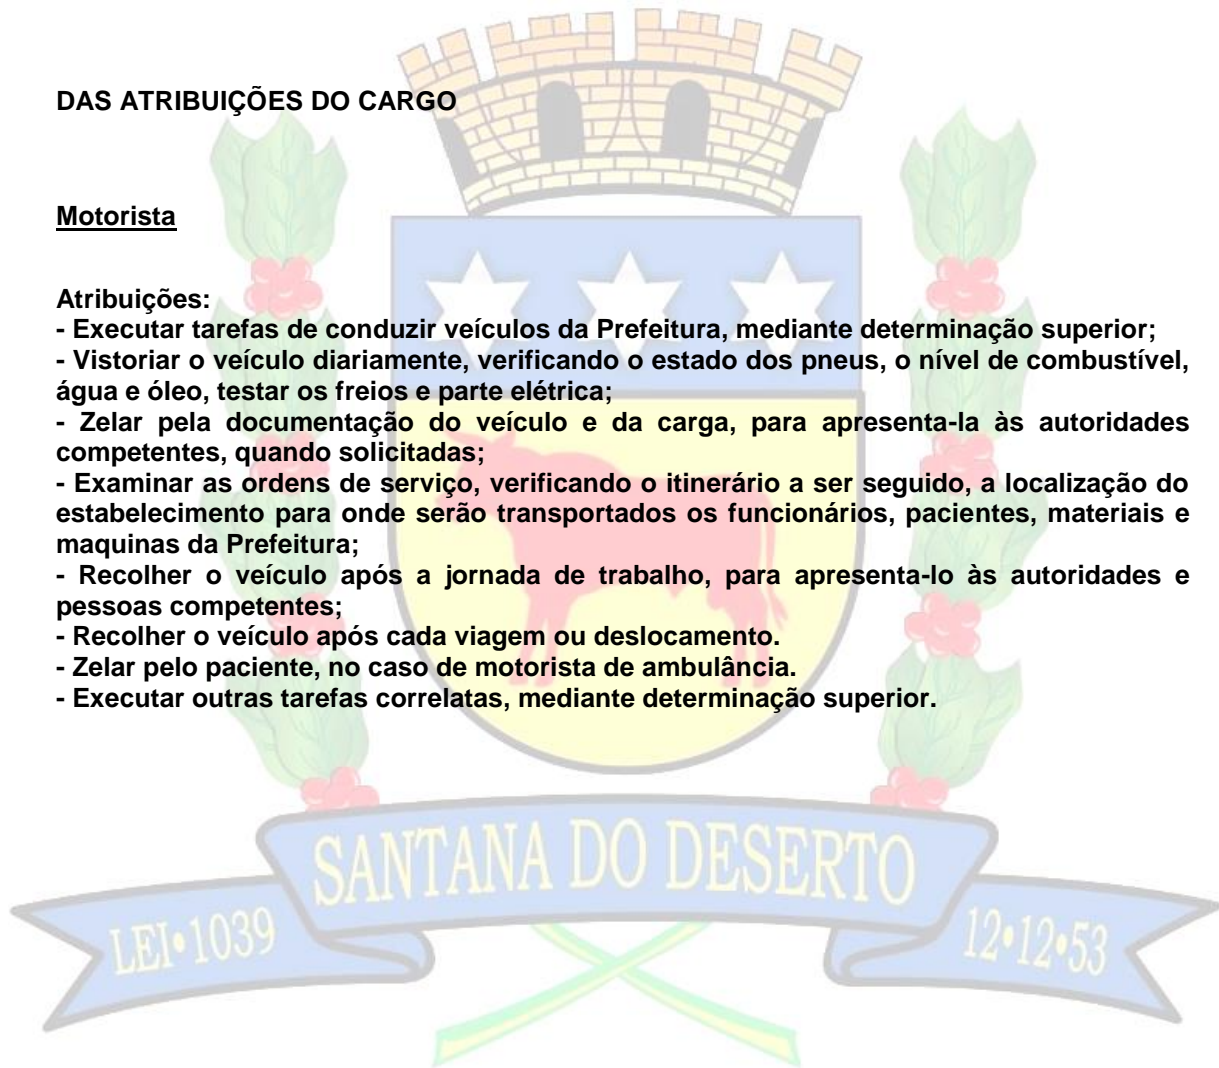 DAS ATRIBUIÇÕES DO CARGO
Motorista
Atribuições:
- Executar tarefas de conduzir veículos da Prefeitura, mediante determinação superior;
- Vistoriar o veículo diariamente, verificando o estado dos pneus, o nível de combustível,
água e óleo, testar os freios e parte elétrica;
- Zelar pela documentação do veículo e da carga, para apresenta-la às autoridades
competentes, quando solicitadas;
- Examinar as ordens de serviço, verificando o itinerário a ser seguido, a localização do
estabelecimento para onde serão transportados os funcionários, pacientes, materiais e
maquinas da Prefeitura;
- Recolher o veículo após a jornada de trabalho, para apresenta-lo às autoridades e
pessoas competentes;
- Recolher o veículo após cada viagem ou deslocamento.
- Zelar pelo paciente, no caso de motorista de ambulância.
- Executar outras tarefas correlatas, mediante determinação superior.
SANTANA DO DESERTO
LEI•1039
12•12•53